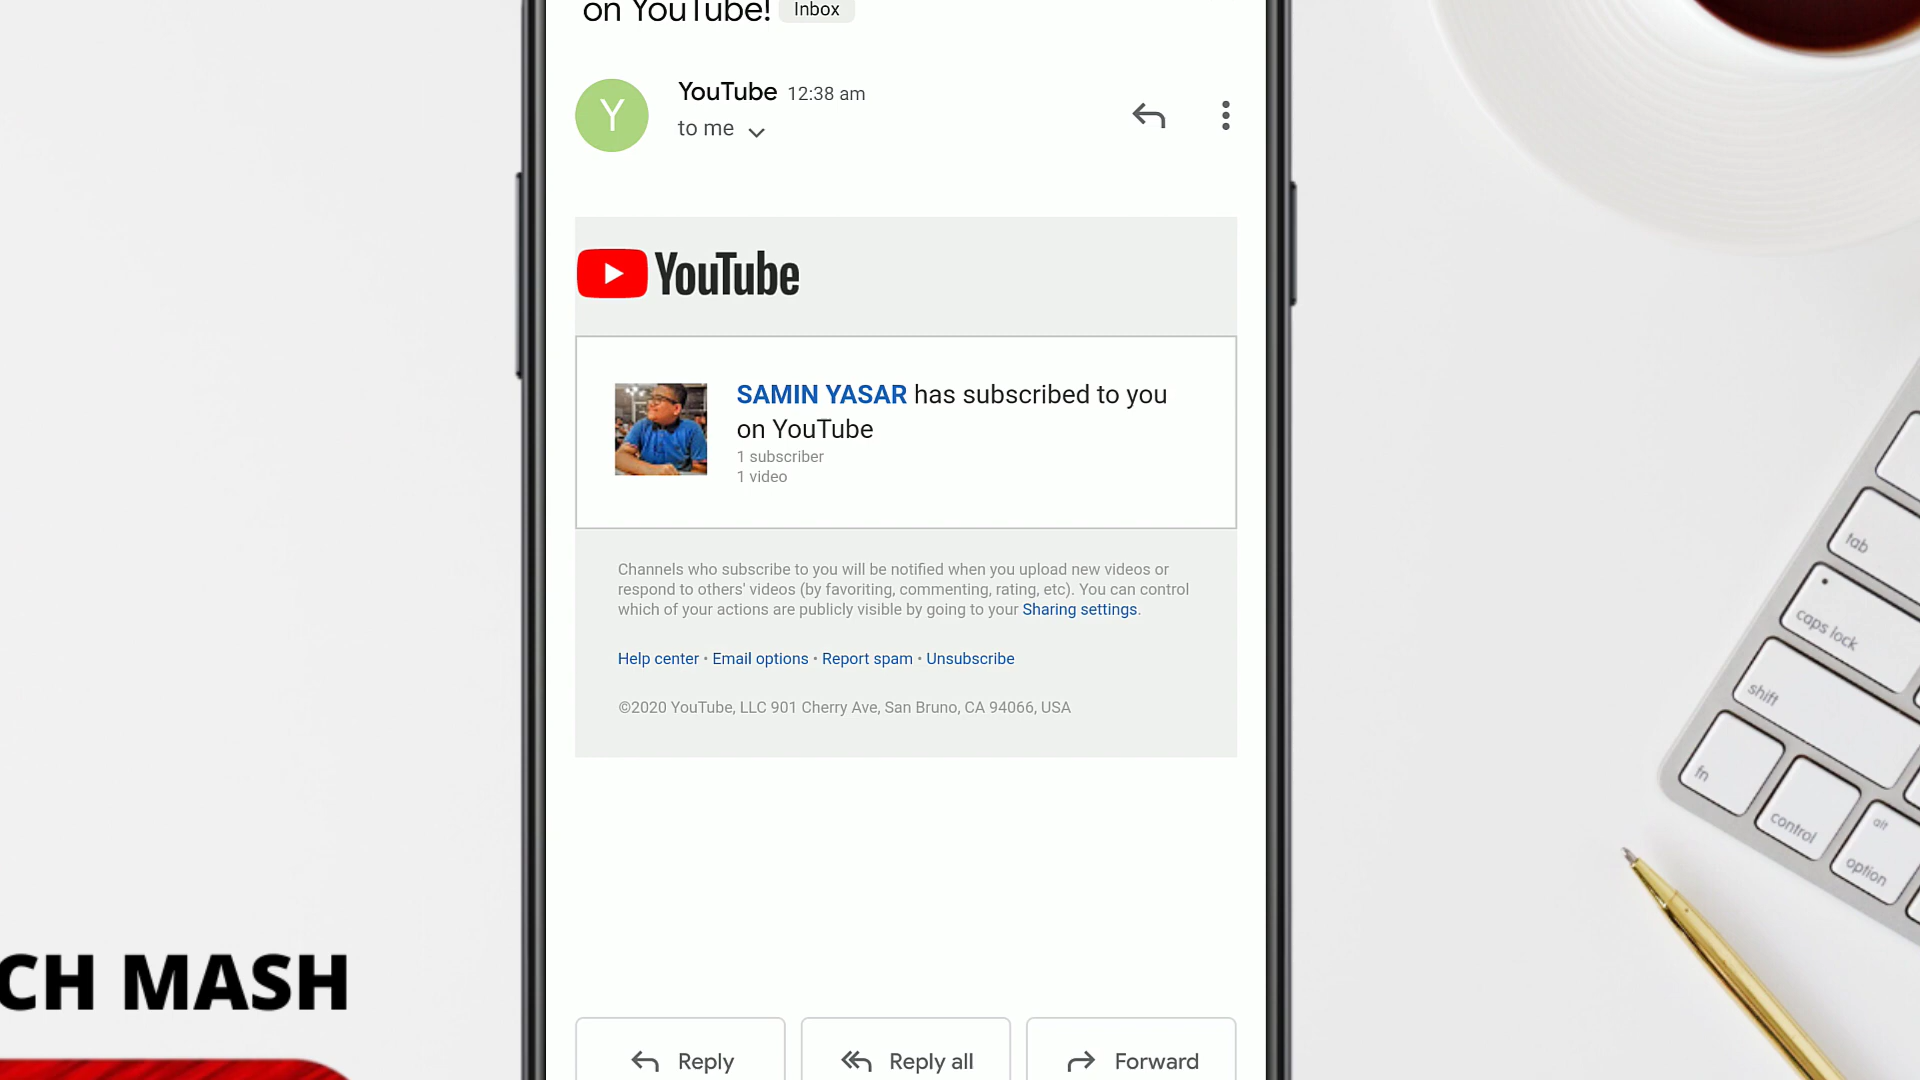 on YouTube! Inbox
YouTube 12:38 am
Y
to me
YouTube
SAMIN YASAR has subscribed to you
on YouTube
1 subscriber
1 video
Channels who subscribe to you will be notified when you upload new videos or
respond to others' videos (by favoriting, commenting, rating, etc). You can control
which of your actions are publicly visible by going to your Sharing settings.
Help center • Email options • Report spam • Unsubscribe
©2020 YouTube, LLC 901 Cherry Ave, San Bruno, CA 94066, USA
Reply
Reply all
Forward
CH MASH
tab
caps lock
shift
fn
control
alt
option